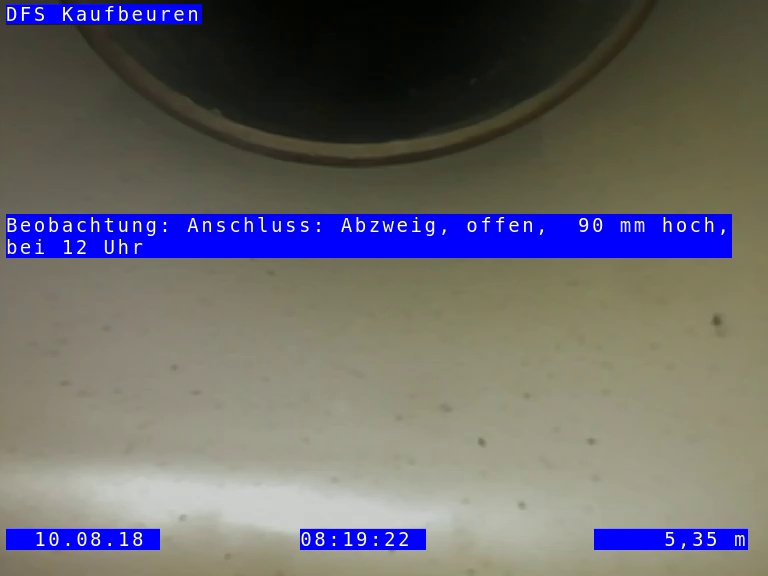 DFS Kaufbeuren
Beobachtung: Anschluss: Abzweig, offen,  90 mm hoch,
bei 12 Uhr
10.08.18
08:19:22
5,35 m